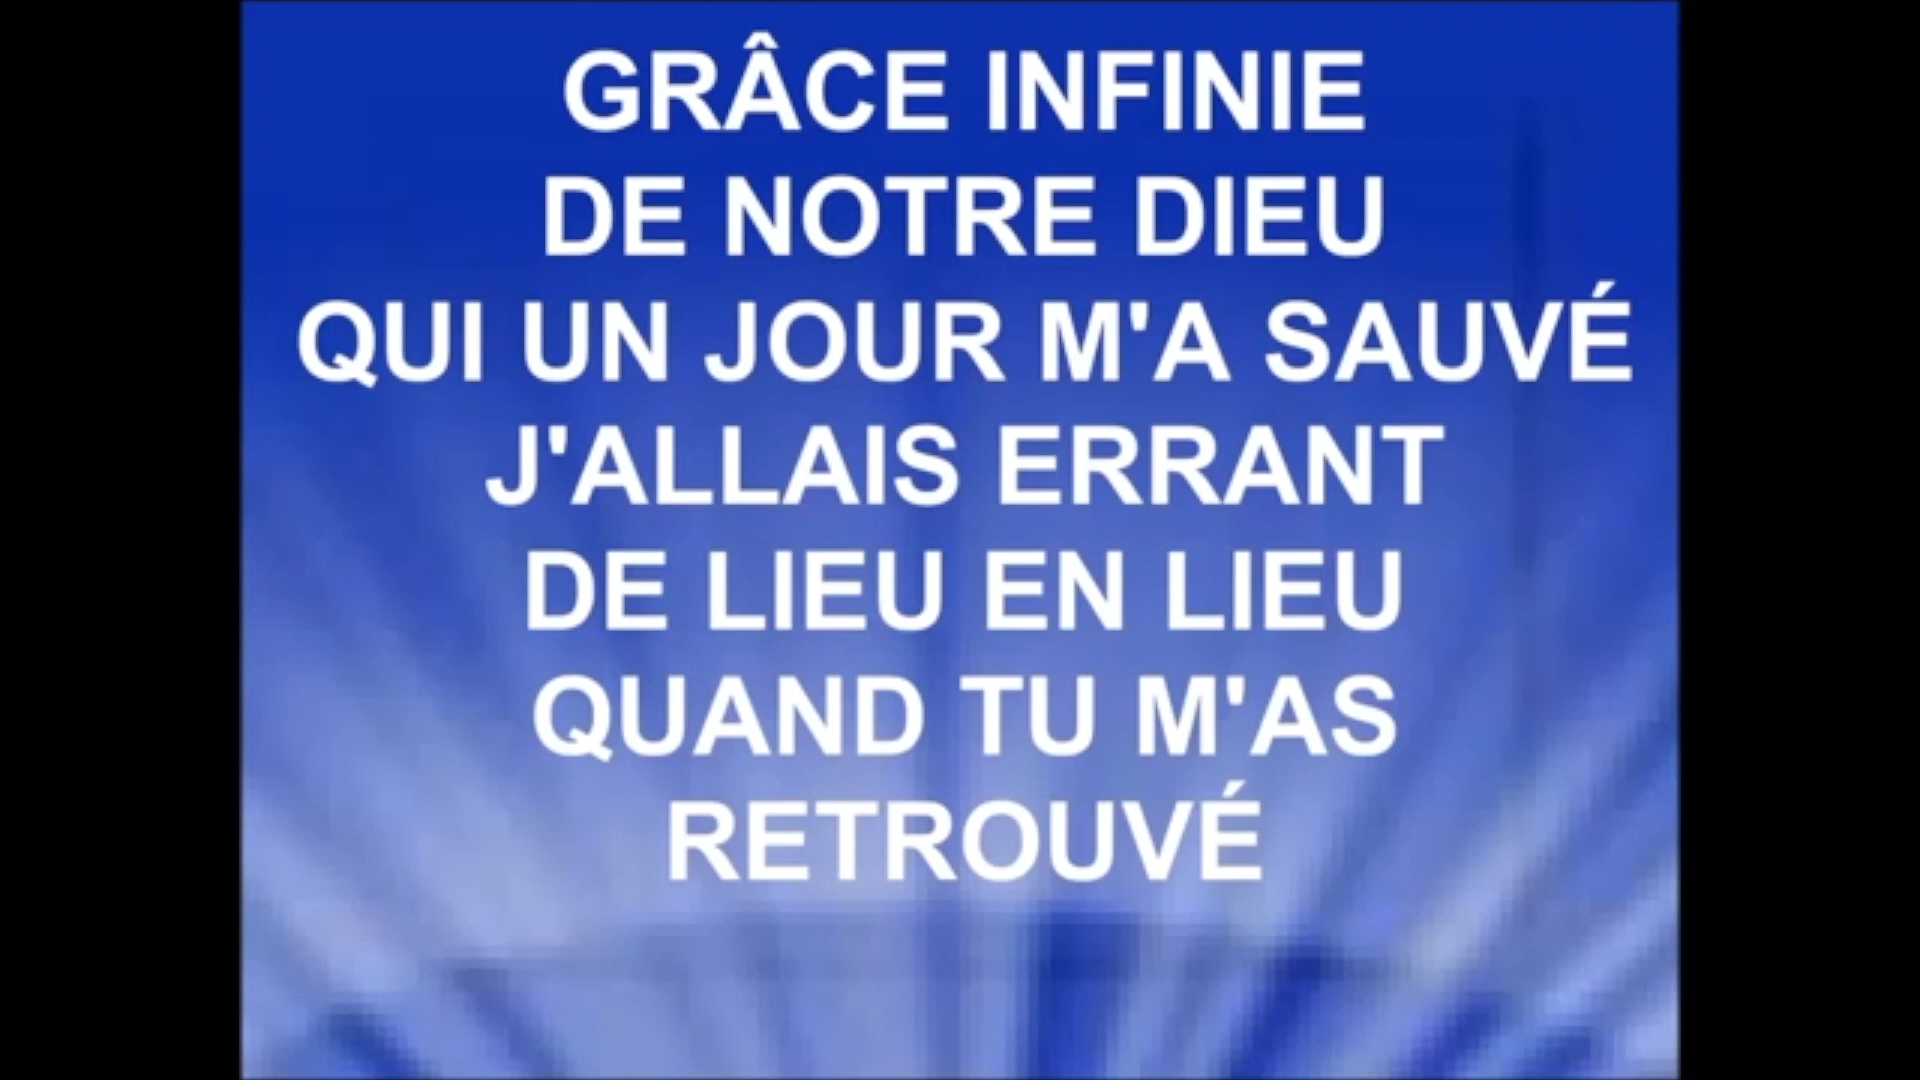 GRÂCE INFINIE
DE NOTRE DIEU
QUI UN JOUR M'A SAUVÉ
J'ALLAIS ERRANT
DE LIEU EN LIEU
QUAND TU M'AS
RETROUVÉ